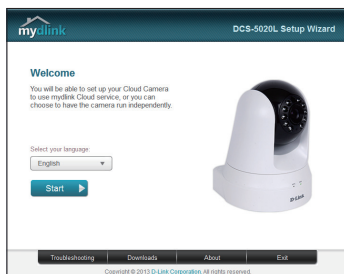 mydlink
DCS-5020L Setup Wizard
Welcome
You will be able to set up your Cloud Camera
to use mydlink Cloud service, or you can
choose to have the camera run independently.
Select your language:
English
Start
D-Link
Troubleshooting
Downloads
About
Exit
Copyright © 2013 D-Link Corporation. All rights reserved.